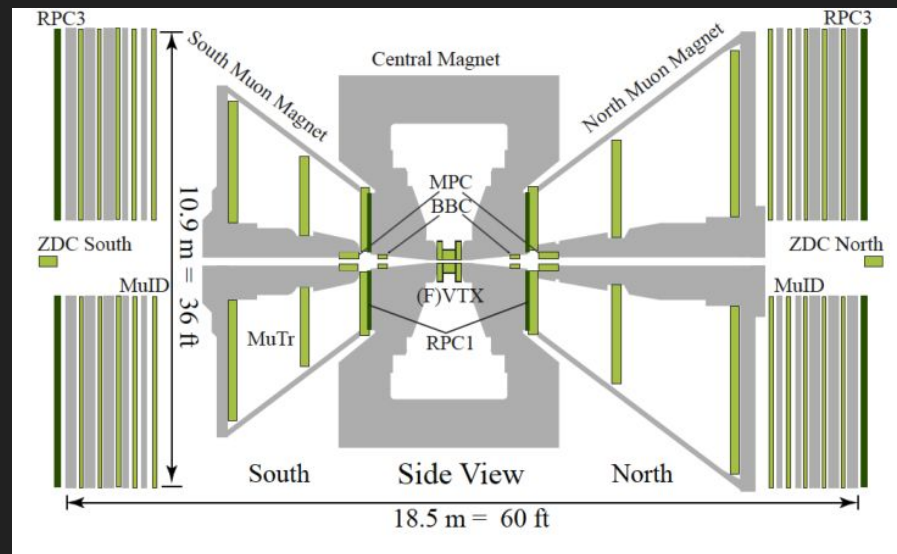 RPC3
RPC3
South Muon Magnet
Central Magnet
North Muon Magnet
MPC
BBC
10.9 m = 36 ft
ZDC South
ZDC North
MuID
MuID
(F)VTX
MuTr
RPC1
South
Side View
North
18.5 m = 60 ft